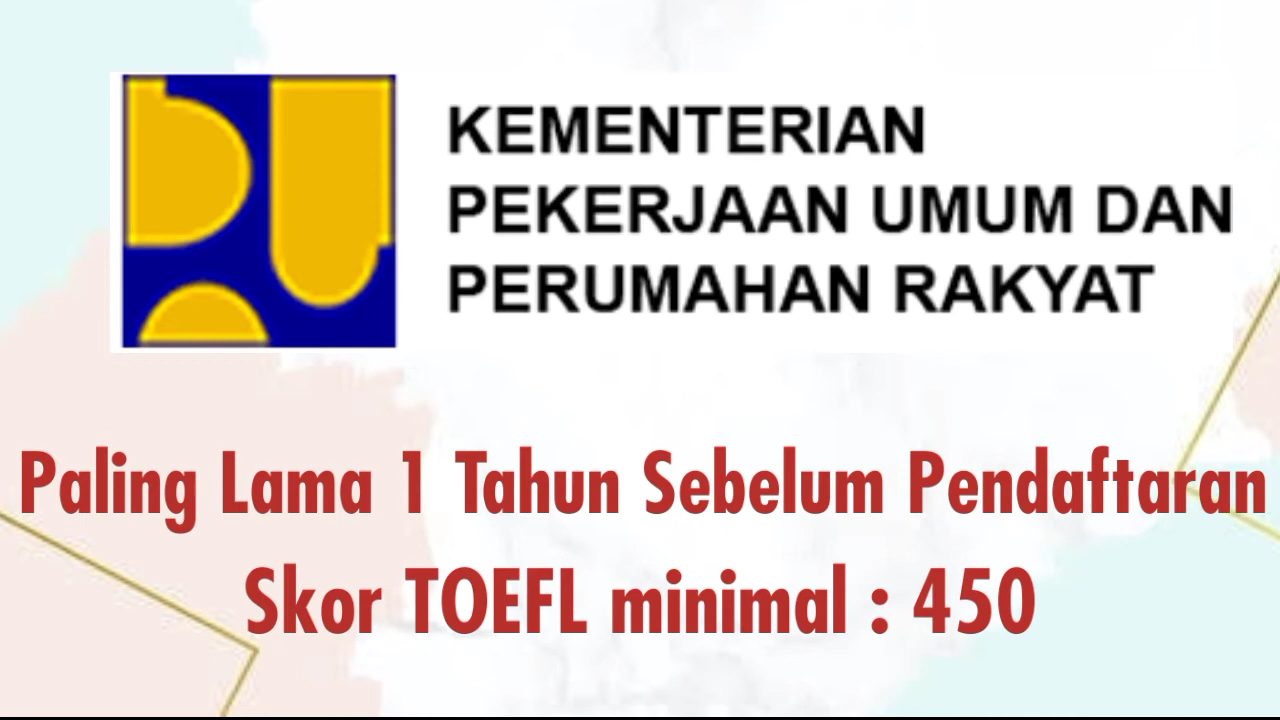 KEMENTERIAN
PEKERJAAN UMUM DAN
PERUMAHAN RAKYAT
Paling Lama 1 Tahun Sebelum Pendaftaran
Skor TOEFL minimal : 450